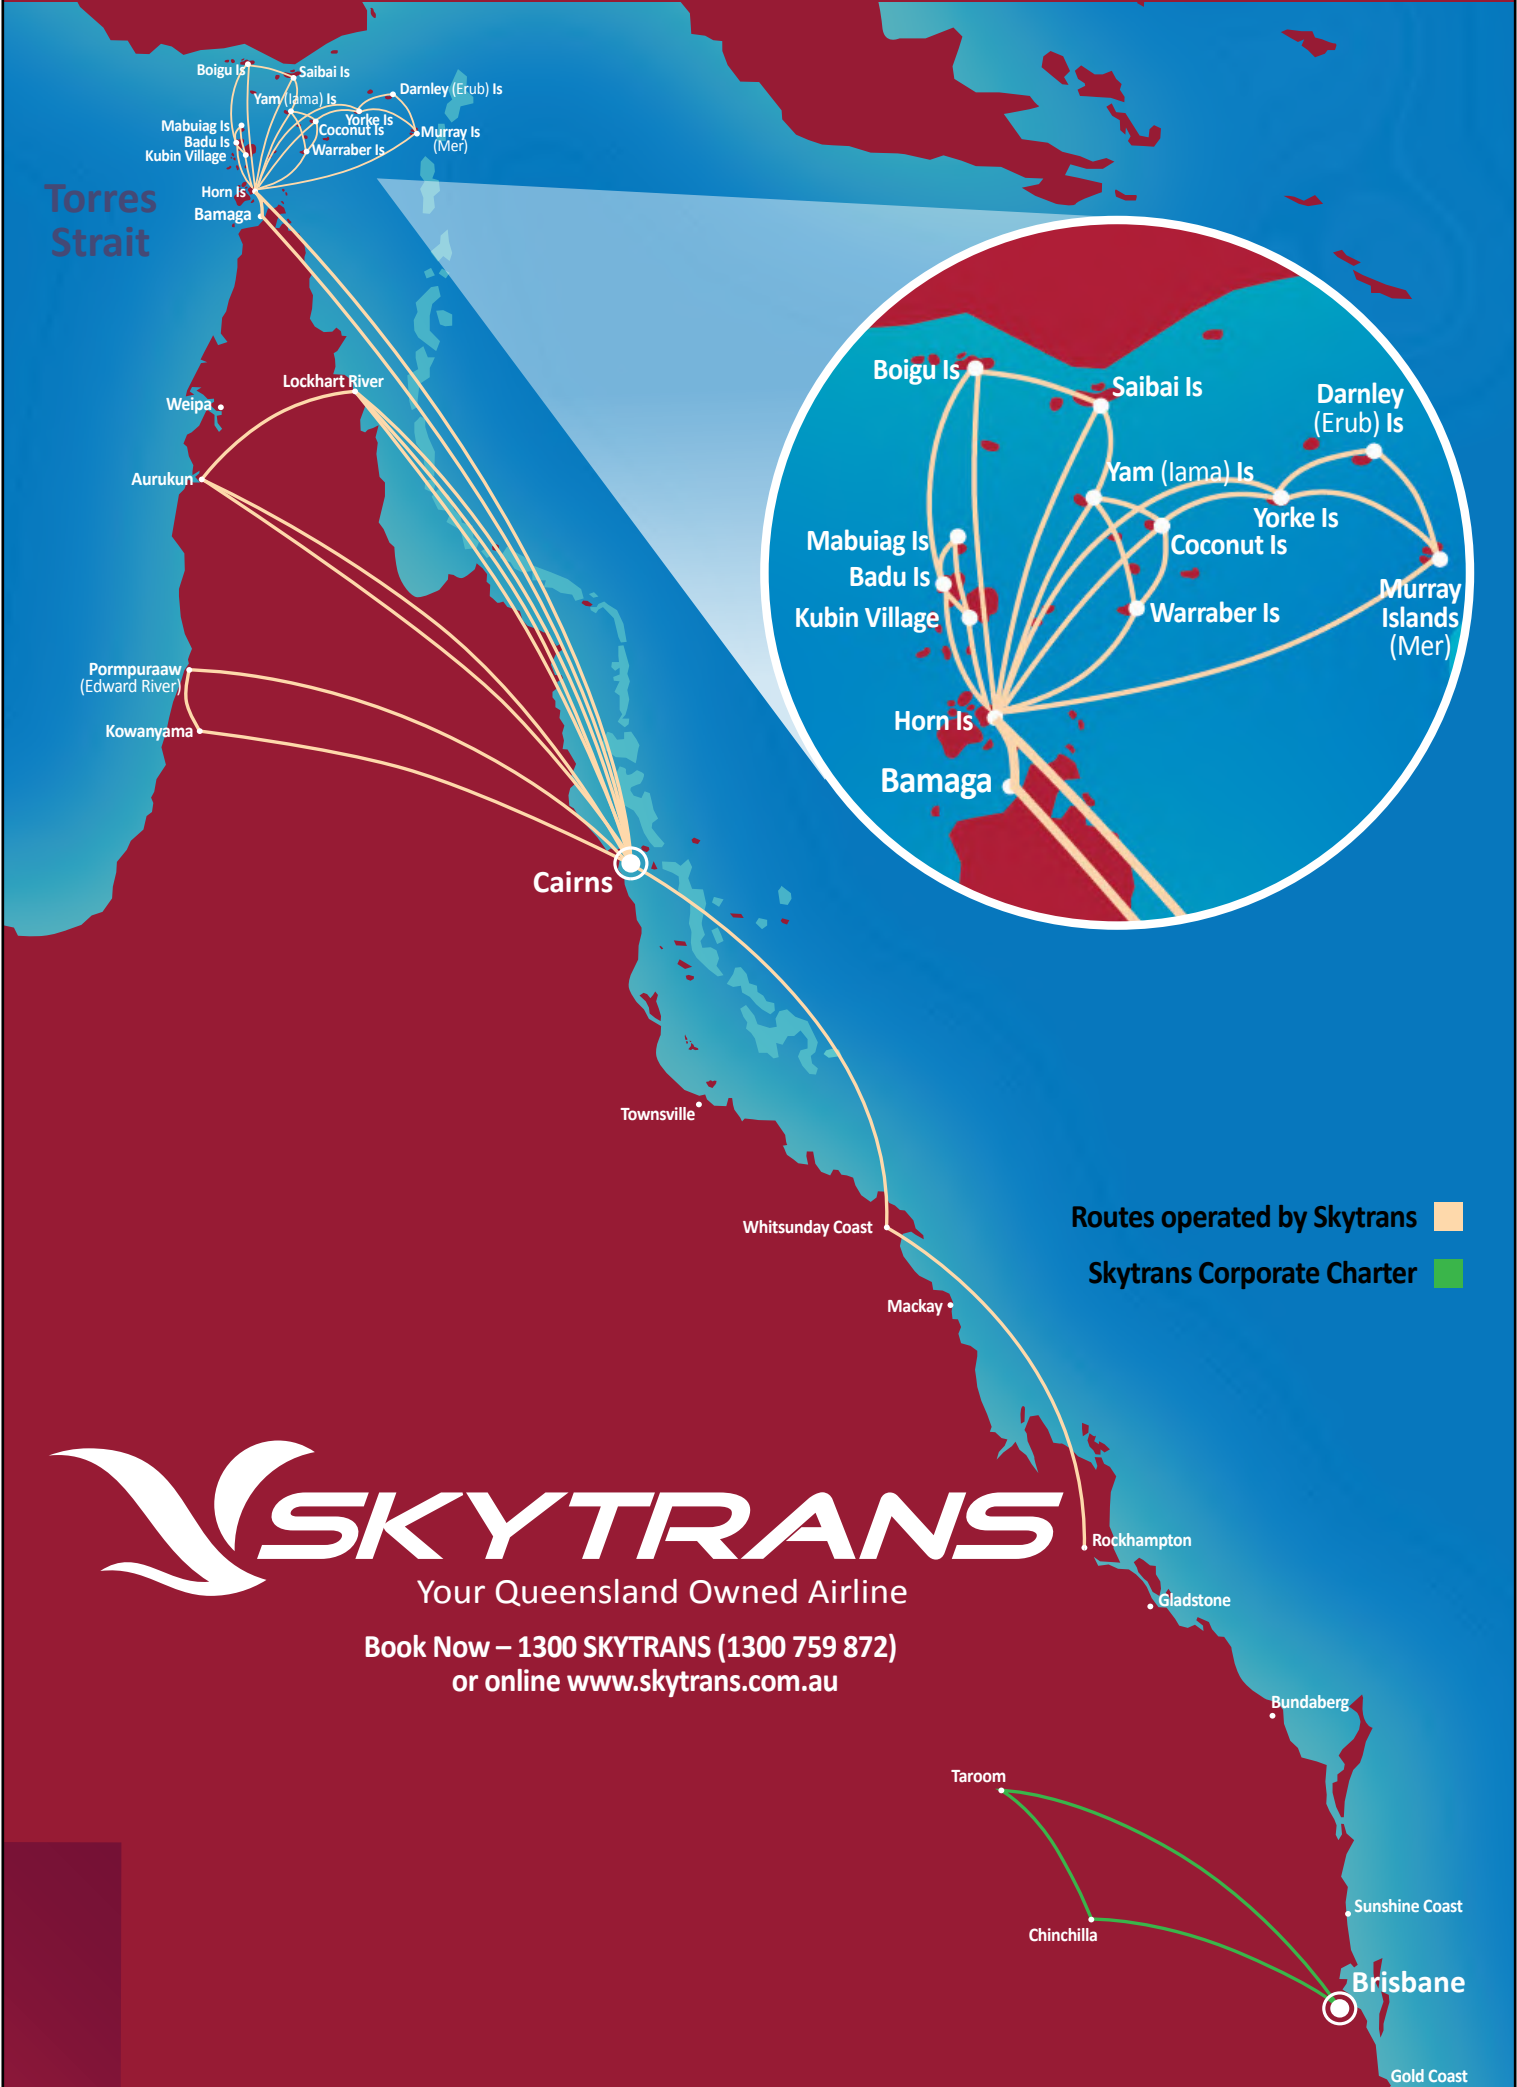 Boigu Is
Saibai Is
Darnley (Erub) Is
Yam (Iama) Is
Yorke Is
Mabuiag Is
Coconut Is
Badu Is
Murray Is
(Mer)
Kubin Village
Warraber Is
Horn Is
Bamaga
Torres
Strait
Boigu Is
Saibai Is
Darnley
(Erub) Is
Yam (Iama) Is
Yorke Is
Mabuiag Is
Coconut Is
Badu Is
Kubin Village
Warraber Is
Murray
Islands
(Mer)
Horn Is
Bamaga
Lockhart River
Weipa
Aurukun
Pormpuraaw
(Edward River)
Kowanyama
Cairns
Townsville
Whitsunday Coast
Mackay
Routes operated by Skytrans
Skytrans Corporate Charter
SKYTRANS
Your Queensland Owned Airline
Book Now – 1300 SKYTRANS (1300 759 872)
or online www.skytrans.com.au
Rockhampton
Gladstone
Bundaberg
Taroom
Chinchilla
Sunshine Coast
Brisbane
Gold Coast